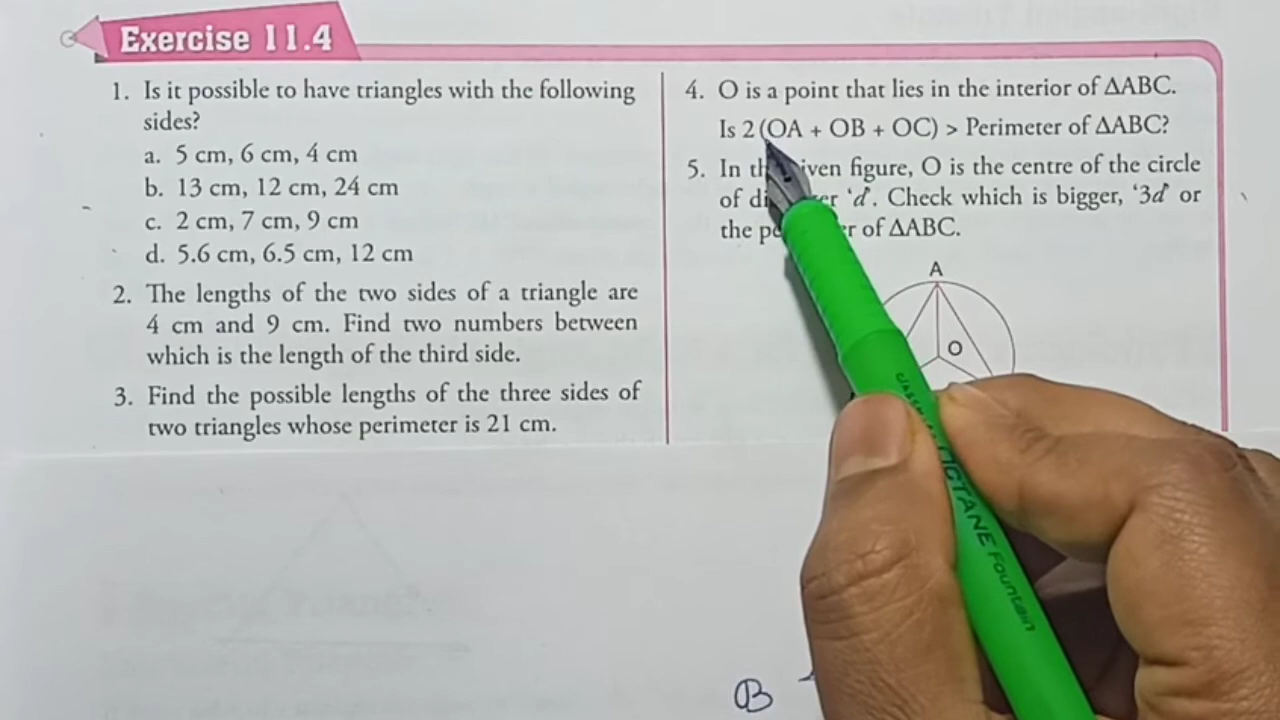 Exercise 11.4
1. Is it possible to have triangles with the following
sides?
a. 5 cm, 6 cm, 4 cm
b. 13 cm, 12 cm, 24 cm
c. 2 cm, 7 cm, 9 cm
d. 5.6 cm, 6.5 cm, 12 cm
2. The lengths of the two sides of a triangle are
4 cm and 9 cm. Find two numbers between
which is the length of the third side.
3. Find the possible lengths of the three sides of
two triangles whose perimeter is 21 cm.
4. O is a point that lies in the interior of ΔABC.
Is 2 (OA + OB + OC) > Perimeter of ΔABC?
5. In figure, O is the centre of the circle
of 'd'. Check which is bigger, '3d' or
the of ΔABC.
A
O
OCTANE Fountain
B